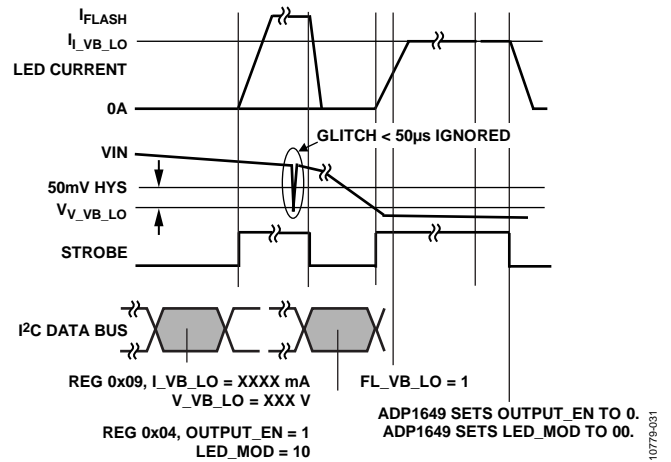 IFLASH
II_VB_LO
LED CURRENT
0A
GLITCH < 50µs IGNORED
VIN
50mV HYS
VV_VB_LO
STROBE
I2C DATA BUS
REG 0x09, I_VB_LO = XXXX mA
V_VB_LO = XXX V
FL_VB_LO = 1
REG 0x04, OUTPUT_EN = 1
LED_MOD = 10
ADP1649 SETS OUTPUT_EN TO 0.
ADP1649 SETS LED_MOD TO 00.
10779-031